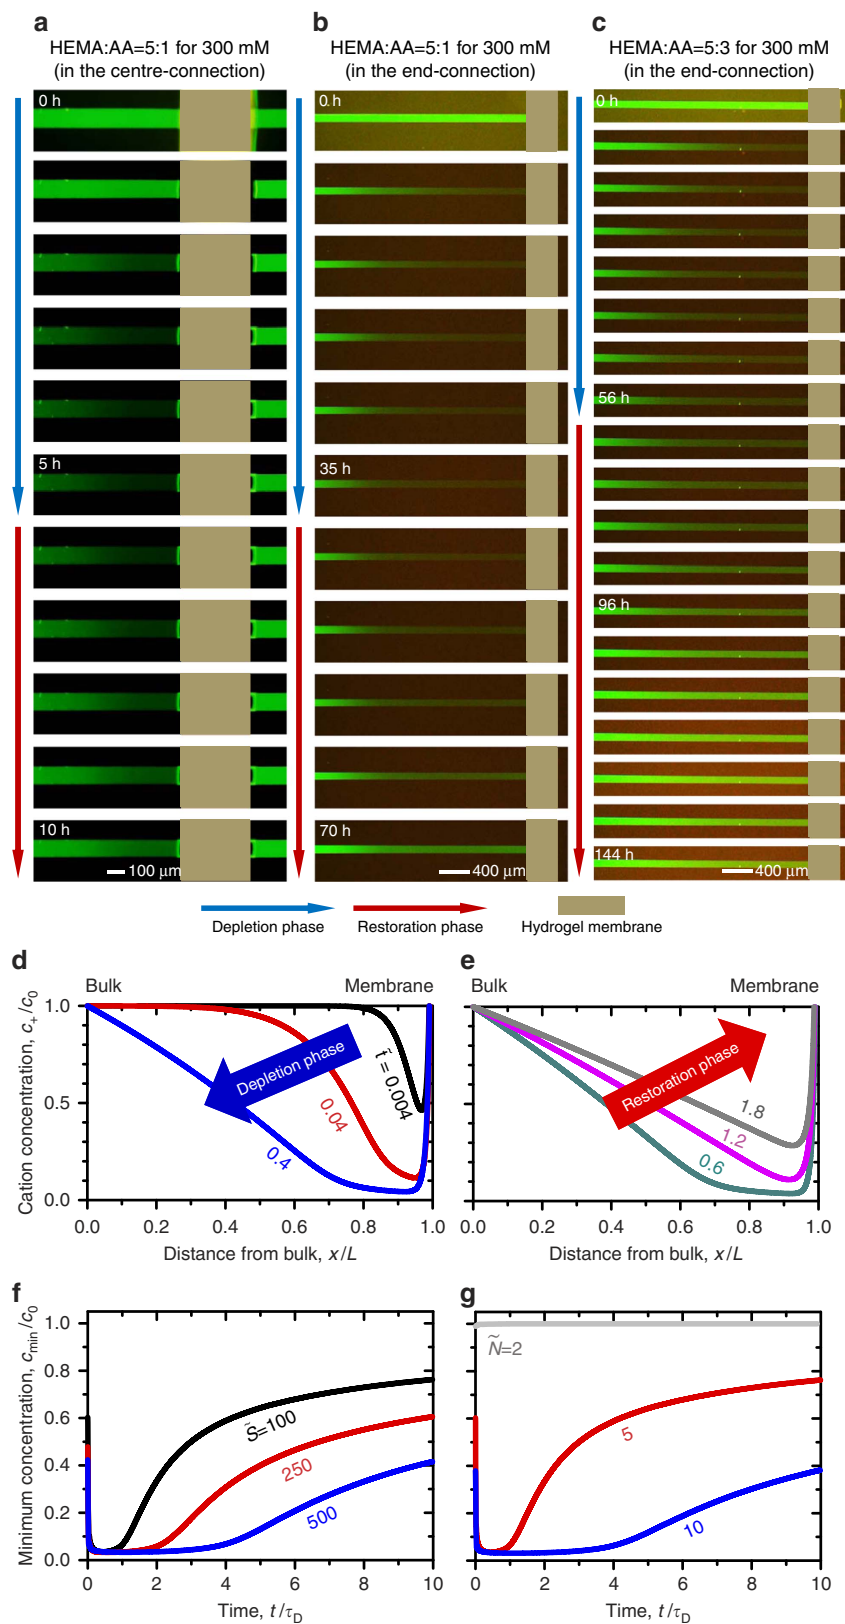 a
HEMA:AA=5:1 for 300 mM
(in the centre-connection)
0 h
5 h
10 h
100 μm
b
HEMA:AA=5:1 for 300 mM
(in the end-connection)
0 h
35 h
70 h
400 μm
c
HEMA:AA=5:3 for 300 mM
(in the end-connection)
0 h
56 h
96 h
144 h
400 μm
Depletion phase
Restoration phase
Hydrogel membrane
d
Bulk
Membrane
Cation concentration, c₊/c₀
1.0
0.5
0.0
Depletion phase
t̃ = 0.004
0.04
0.4
0.0 0.2 0.4 0.6 0.8 1.0
Distance from bulk, x/L
e
Bulk
Membrane
Restoration phase
1.8
1.2
0.6
0.0 0.2 0.4 0.6 0.8 1.0
Distance from bulk, x/L
f
Minimum concentration, cmin/c₀
1.0
0.8
0.6
0.4
0.2
0.0
S̃=100
250
500
0 2 4 6 8 10
Time, t/τD
g
Ñ=2
5
10
0 2 4 6 8 10
Time, t/τD